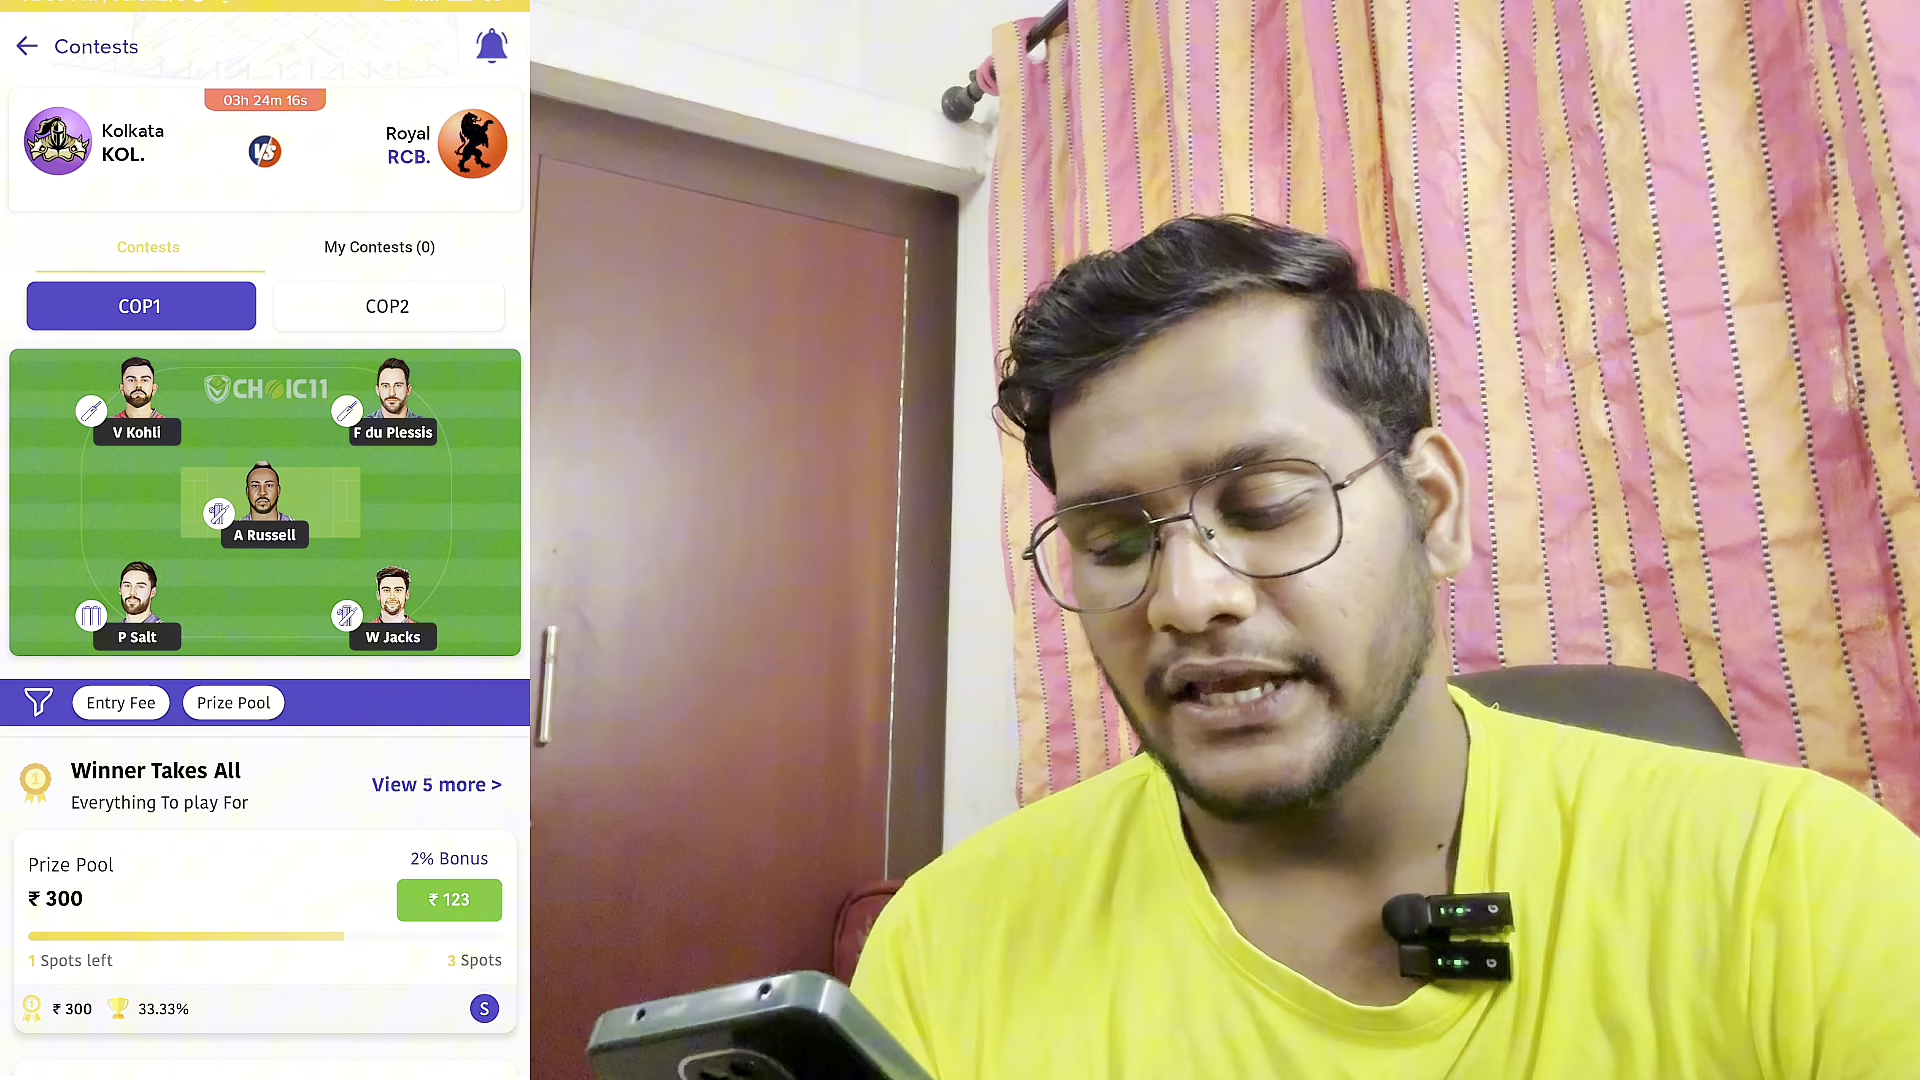 Contests
03h 24m 16s
Kolkata
KOL.
VS
Royal
RCB.
Contests
My Contests (0)
COP1
COP2
CHOIC11
V Kohli
F du Plessis
A Russell
P Salt
W Jacks
Entry Fee
Prize Pool
1
Winner Takes All
Everything To play For
View 5 more >
Prize Pool
₹ 300
2% Bonus
₹ 123
1 Spots left
3 Spots
1
₹ 300
33.33%
S